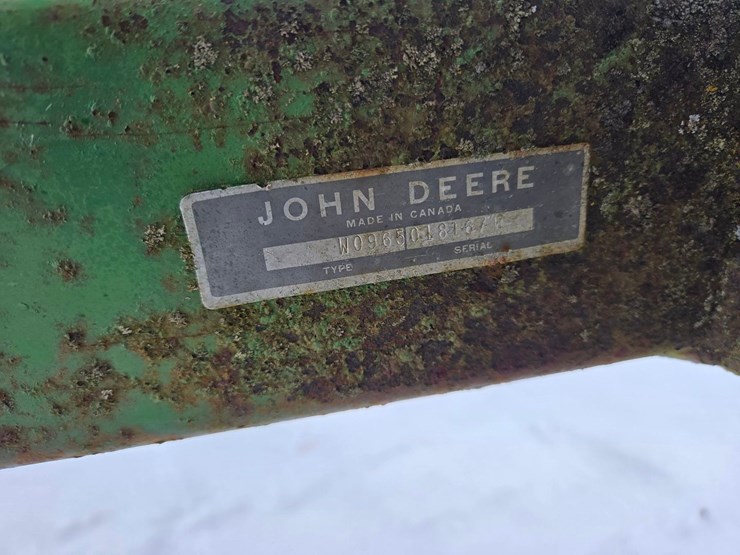 JOHN DEERE
MADE IN CANADA
TYPE SERIAL